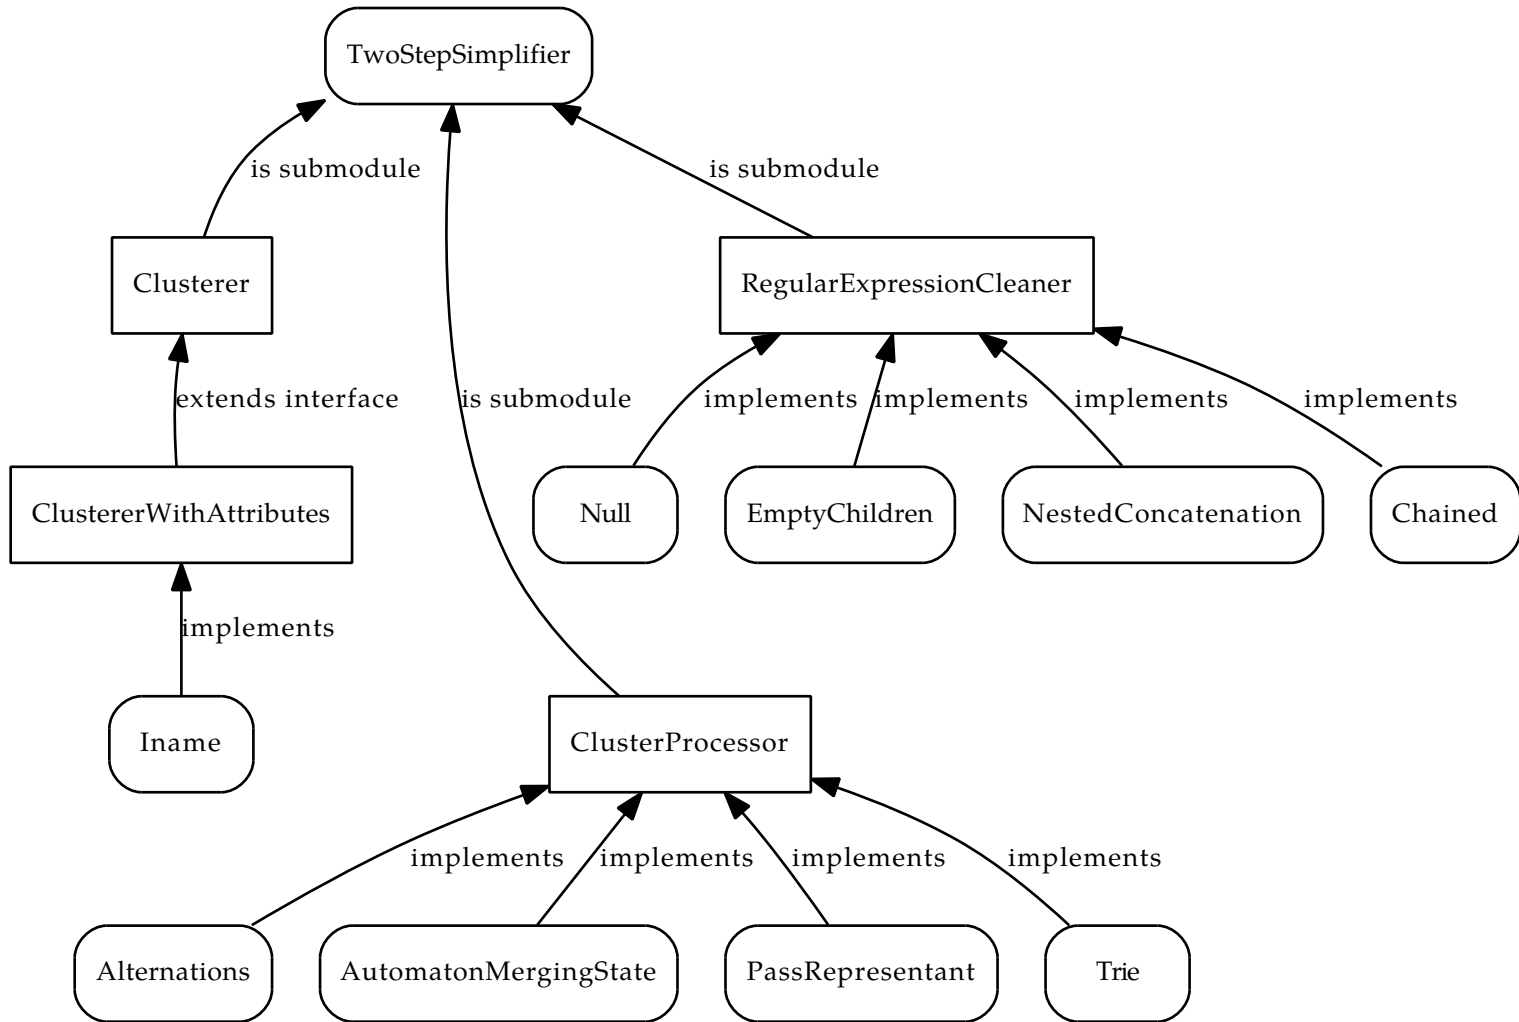 TwoStepSimplifier
is submodule
is submodule
Clusterer
RegularExpressionCleaner
extends interface
is submodule
implements
implements
implements
implements
ClustererWithAttributes
Null
EmptyChildren
NestedConcatenation
Chained
implements
Iname
ClusterProcessor
implements
implements
implements
implements
Alternations
AutomatonMergingState
PassRepresentant
Trie